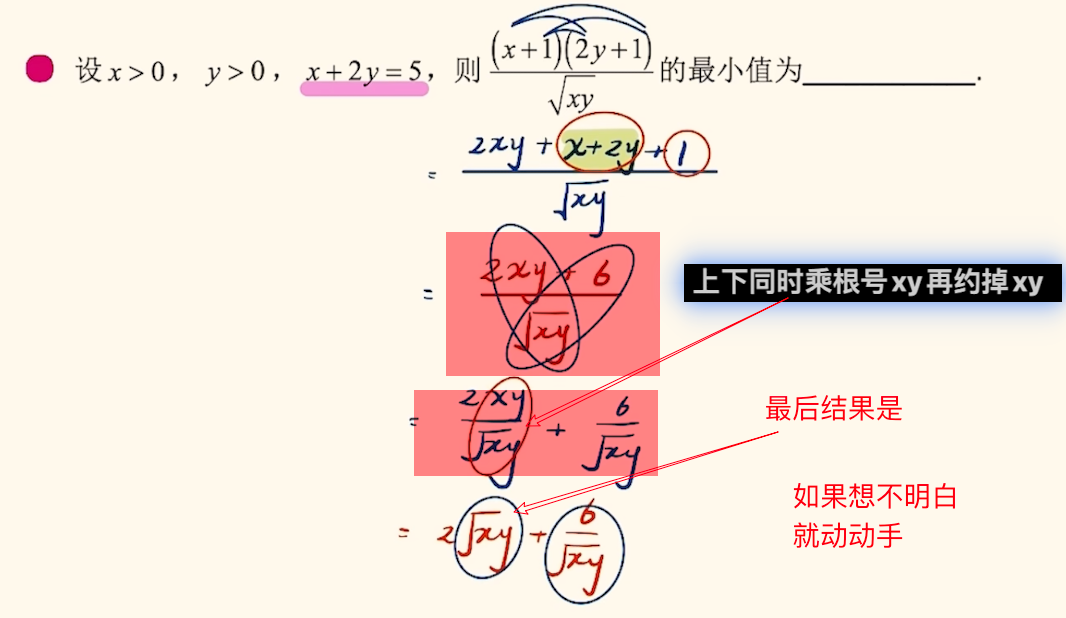 设 x > 0， y > 0， x + 2y = 5，则 \frac{(x+1)(2y+1)}{\sqrt{xy}} 的最小值为__________.
= \frac{2xy + x+2y + 1}{\sqrt{xy}}
= \frac{2xy + 6}{\sqrt{xy}}
上下同时乘根号xy再约掉xy
= \frac{2xy}{\sqrt{xy}} + \frac{6}{\sqrt{xy}}
最后结果是
如果想不明白
就动动手
= 2\sqrt{xy} + \frac{6}{\sqrt{xy}}